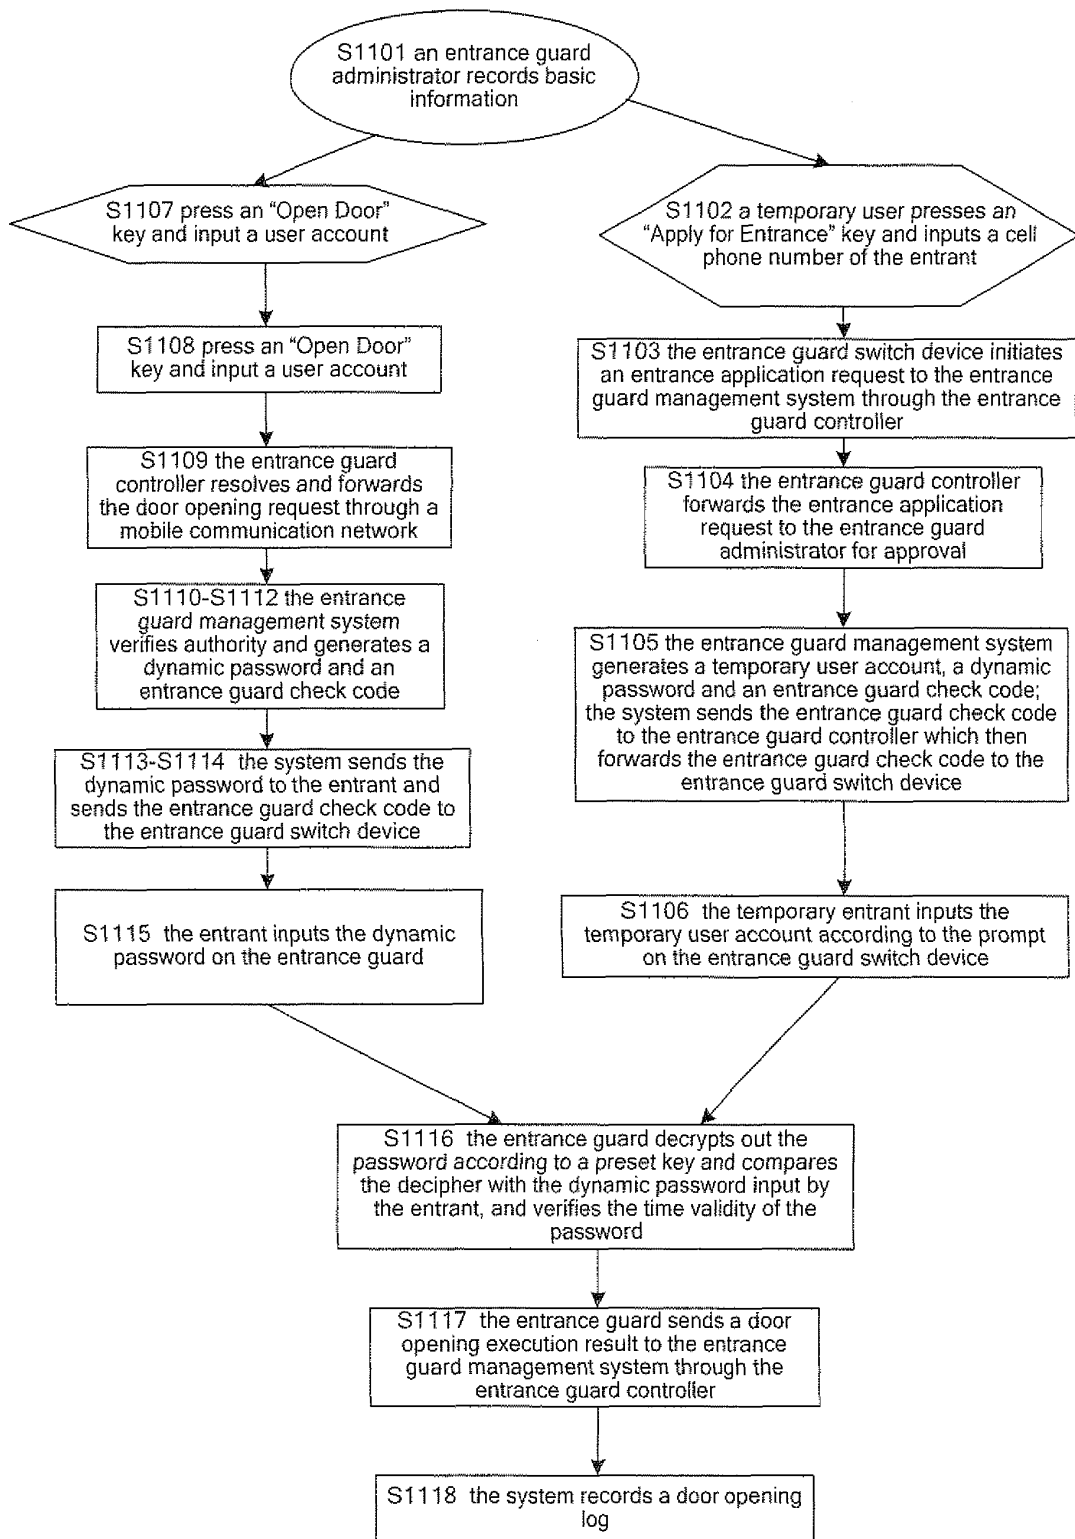 S1101 an entrance guard
administrator records basic
information
S1107 press an “Open Door”
key and input a user account
S1102 a temporary user presses an
“Apply for Entrance” key and inputs a cell
phone number of the entrant
S1108 press an “Open Door”
key and input a user account
S1103 the entrance guard switch device initiates
an entrance application request to the entrance
guard management system through the entrance
guard controller
S1109 the entrance guard
controller resolves and forwards
the door opening request through a
mobile communication network
S1104 the entrance guard controller
forwards the entrance application
request to the entrance guard
administrator for approval
S1110-S1112 the entrance
guard management system
verifies authority and generates a
dynamic password and an
entrance guard check code
S1105 the entrance guard management system
generates a temporary user account, a dynamic
password and an entrance guard check code;
the system sends the entrance guard check code
to the entrance guard controller which then
forwards the entrance guard check code to the
entrance guard switch device
S1113-S1114 the system sends the
dynamic password to the entrant and
sends the entrance guard check code to
the entrance guard switch device
S1115 the entrant inputs the dynamic
password on the entrance guard
S1106 the temporary entrant inputs the
temporary user account according to the prompt
on the entrance guard switch device
S1116 the entrance guard decrypts out the
password according to a preset key and compares
the decipher with the dynamic password input by
the entrant, and verifies the time validity of the
password
S1117 the entrance guard sends a door
opening execution result to the entrance
guard management system through the
entrance guard controller
S1118 the system records a door opening
log